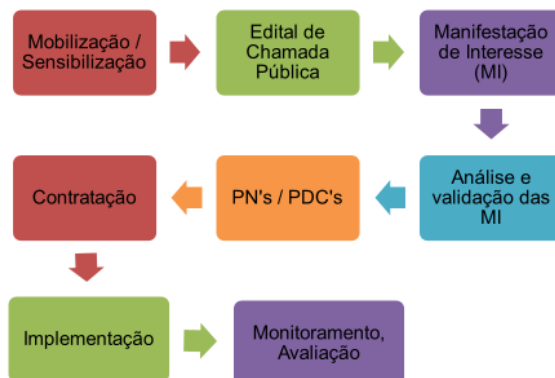 Mobilização /
Sensibilização
Edital de
Chamada
Pública
Manifestação
de Interesse
(MI)
Análise e
validação das
MI
PN's / PDC's
Contratação
Implementação
Monitoramento,
Avaliação